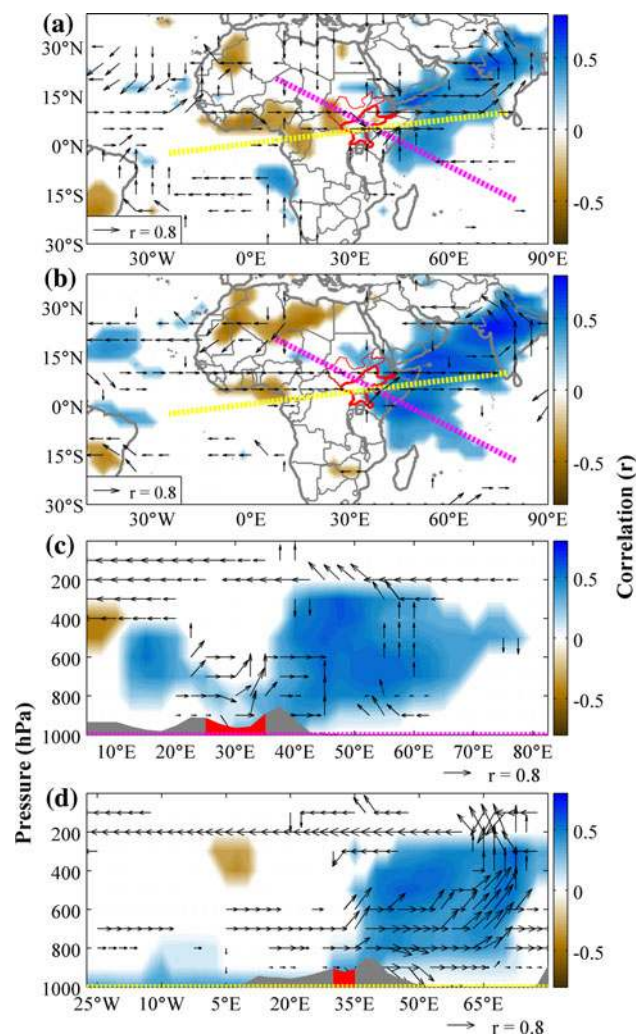 (a)
30°N
15°N
0°N
15°S
30°S
r = 0.8
30°W 0°E 30°E 60°E 90°E
0.5
0
-0.5
(b)
30°N
15°N
0°N
15°S
30°S
r = 0.8
30°W 0°E 30°E 60°E 90°E
0.5
0
-0.5
Correlation (r)
(c)
200
400
600
800
1000
10°E 20°E 30°E 40°E 50°E 60°E 70°E 80°E
r = 0.8
0.5
0
-0.5
Pressure (hPa)
(d)
200
400
600
800
1000
25°W 10°W 5°E 20°E 35°E 50°E 65°E
r = 0.8
0.5
0
-0.5